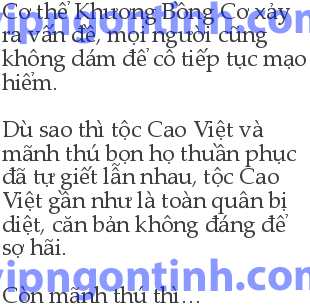 Cơ thể Khương Bồng Cơ xảy
ra vấn đề, mọi người cũng
không dám để cô tiếp tục mạo
hiểm.
Dù sao thì tộc Cao Việt và
mãnh thú bọn họ thuần phục
đã tự giết lẫn nhau, tộc Cao
Việt gần như là toàn quân bị
diệt, căn bản không đáng để
sợ hãi.
vipngontinh.com
Còn mãnh thú thì...